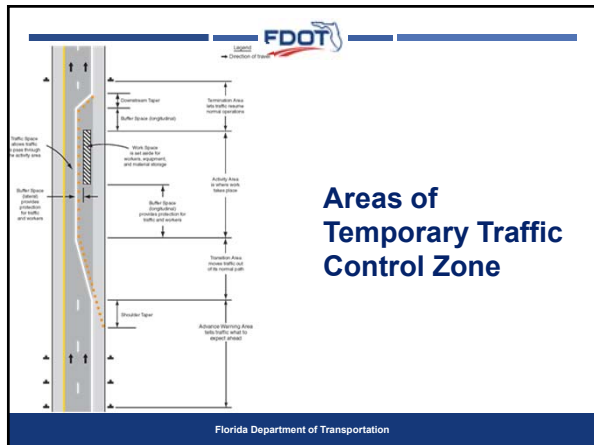 FDOT
Legend
Direction of travel
Downstream Taper
Buffer Space (longitudinal)
Termination Area
lets traffic resume
normal operations
Traffic Space
allows traffic
to pass through
the activity area
Work Space
is set aside for
workers, equipment,
and material storage
Buffer Space
(lateral)
provides
protection
for traffic
and workers
Activity Area
is where work
takes place
Buffer Space
(longitudinal)
provides protection for
traffic and workers
Transition Area
moves traffic out
of its normal path
Shoulder Taper
Advance Warning Area
tells traffic what to
expect ahead
Areas of
Temporary Traffic
Control Zone
Florida Department of Transportation